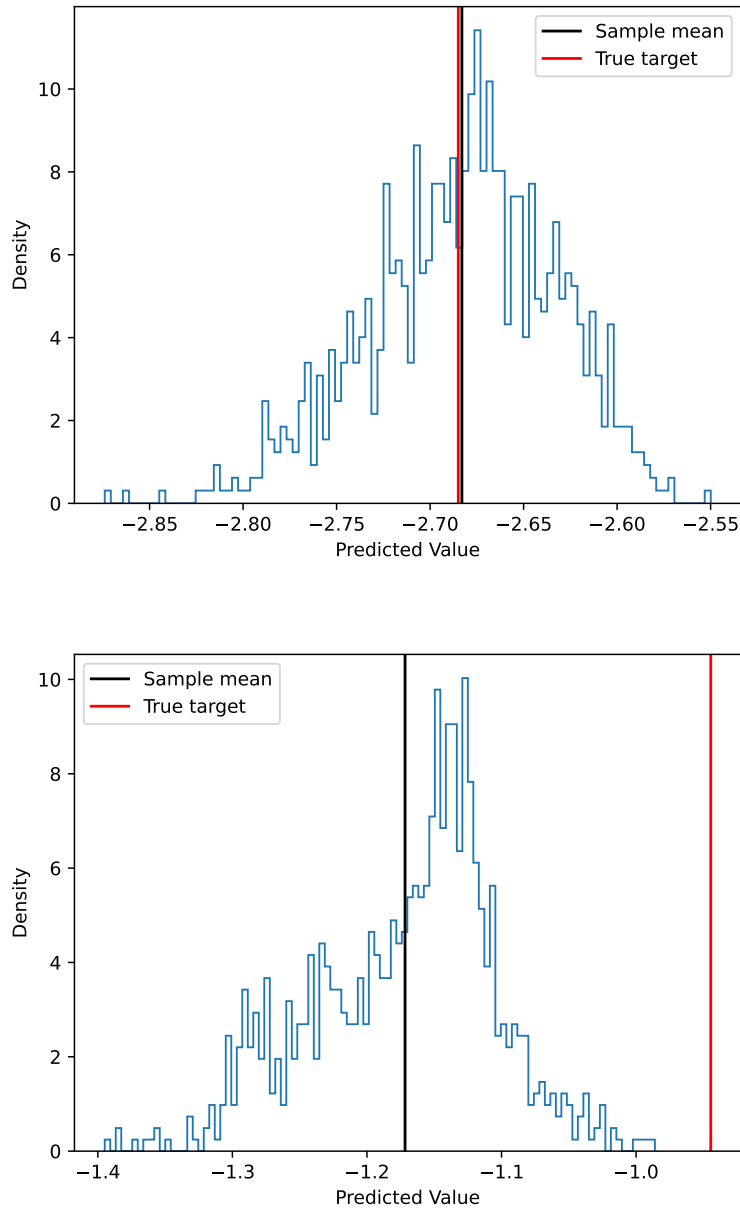 Sample mean
True target
10
8
6
4
2
0
Density
−2.85 −2.80 −2.75 −2.70 −2.65 −2.60 −2.55
Predicted Value
Sample mean
True target
10
8
6
4
2
0
Density
−1.4 −1.3 −1.2 −1.1 −1.0
Predicted Value